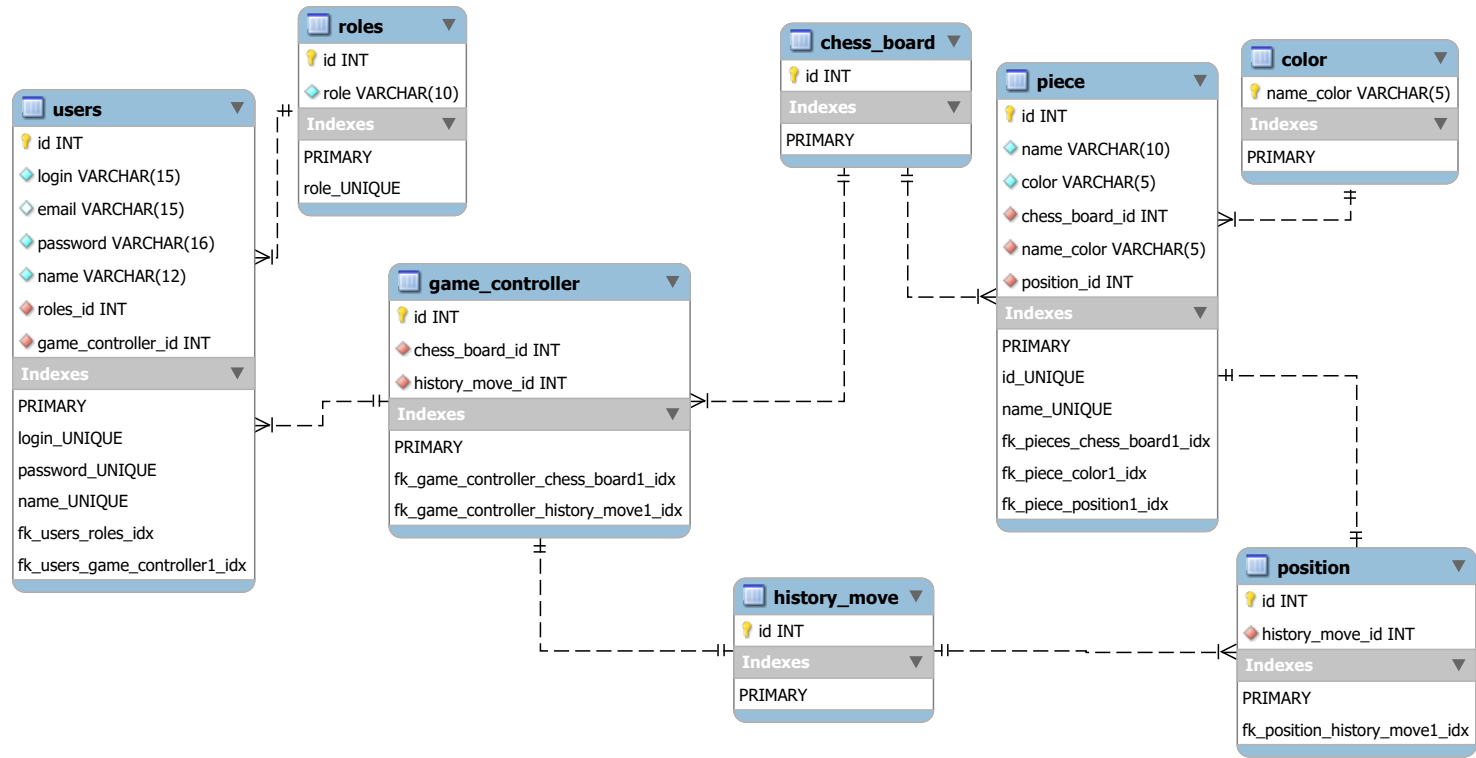 users
id INT
login VARCHAR(15)
email VARCHAR(15)
password VARCHAR(16)
name VARCHAR(12)
roles_id INT
game_controller_id INT
Indexes
PRIMARY
login_UNIQUE
password_UNIQUE
name_UNIQUE
fk_users_roles_idx
fk_users_game_controller1_idx
roles
id INT
role VARCHAR(10)
Indexes
PRIMARY
role_UNIQUE
game_controller
id INT
chess_board_id INT
history_move_id INT
Indexes
PRIMARY
fk_game_controller_chess_board1_idx
fk_game_controller_history_move1_idx
chess_board
id INT
Indexes
PRIMARY
history_move
id INT
Indexes
PRIMARY
piece
id INT
name VARCHAR(10)
color VARCHAR(5)
chess_board_id INT
name_color VARCHAR(5)
position_id INT
Indexes
PRIMARY
id_UNIQUE
name_UNIQUE
fk_pieces_chess_board1_idx
fk_piece_color1_idx
fk_piece_position1_idx
color
name_color VARCHAR(5)
Indexes
PRIMARY
position
id INT
history_move_id INT
Indexes
PRIMARY
fk_position_history_move1_idx